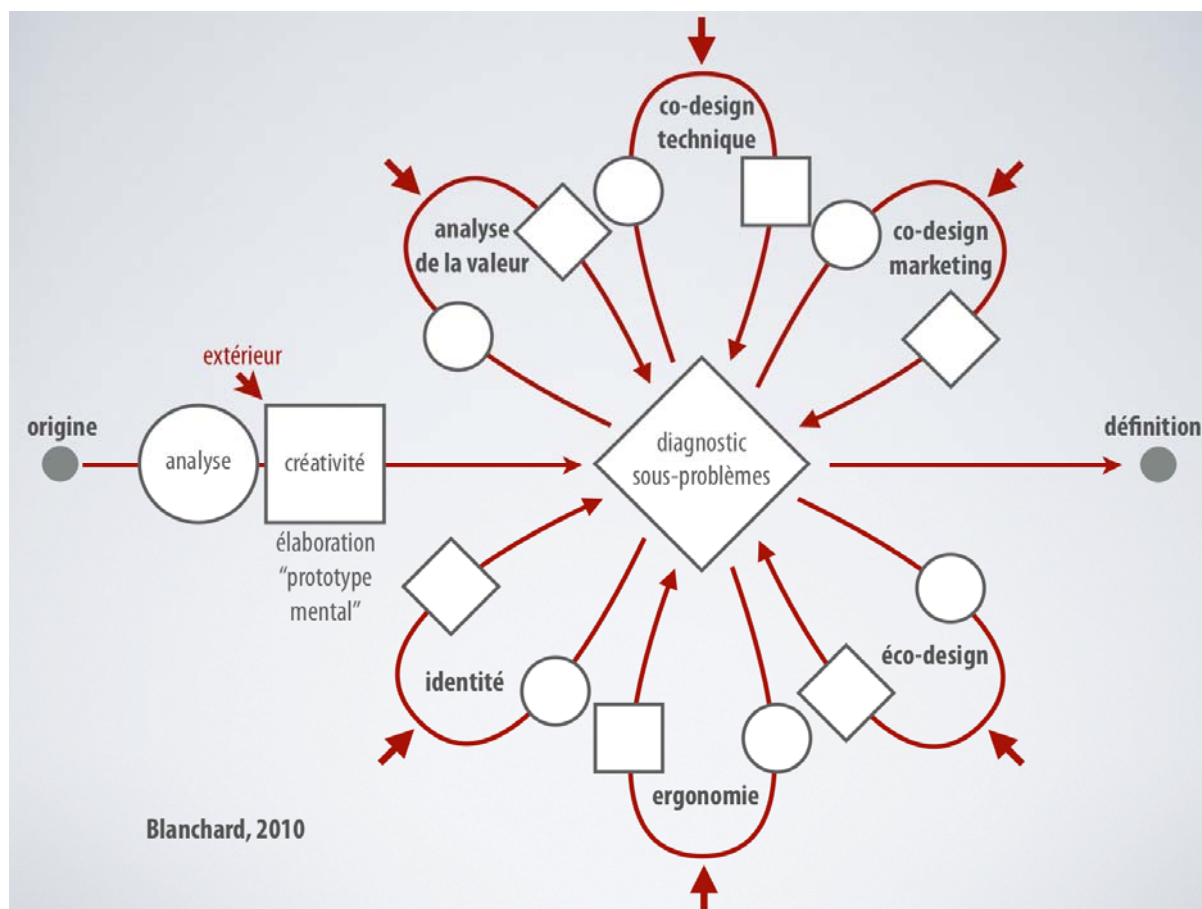 co-design
technique
analyse
de la valeur
co-design
marketing
extérieur
origine
analyse
créativité
élaboration
“prototype
mental”
diagnostic
sous-problèmes
définition
identité
ergonomie
éco-design
Blanchard, 2010